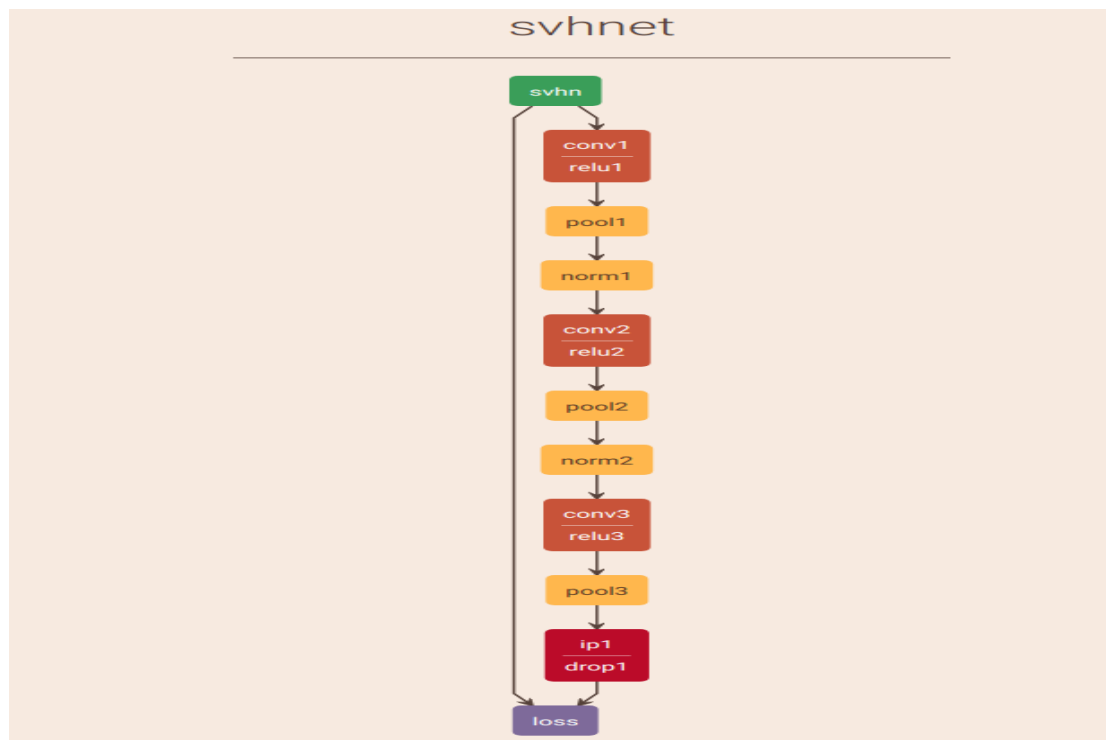 svhnet
svhn
conv1
relu1
pool1
norm1
conv2
relu2
pool2
norm2
conv3
relu3
pool3
ip1
drop1
loss